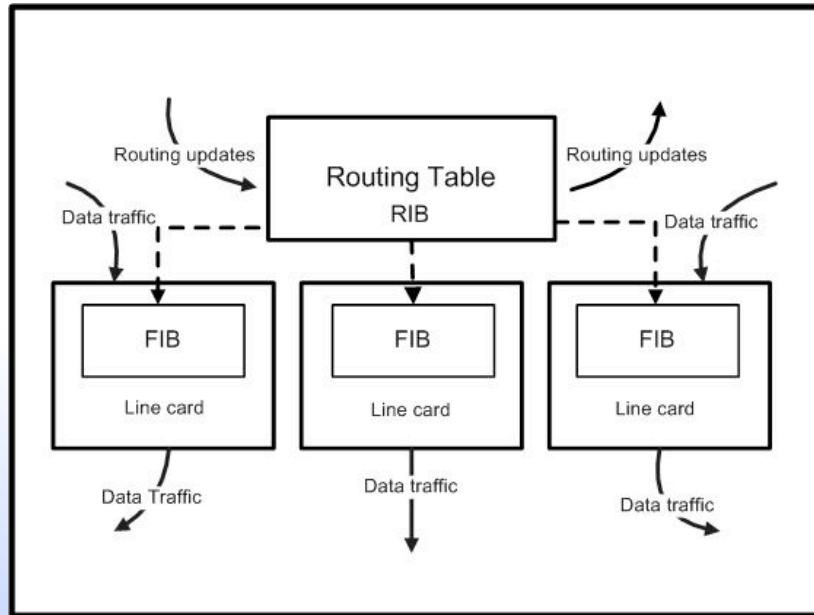 Routing updates
Routing Table
RIB
Routing updates
Data traffic
Data traffic
FIB
Line card
FIB
Line card
FIB
Line card
Data Traffic
Data traffic
Data traffic